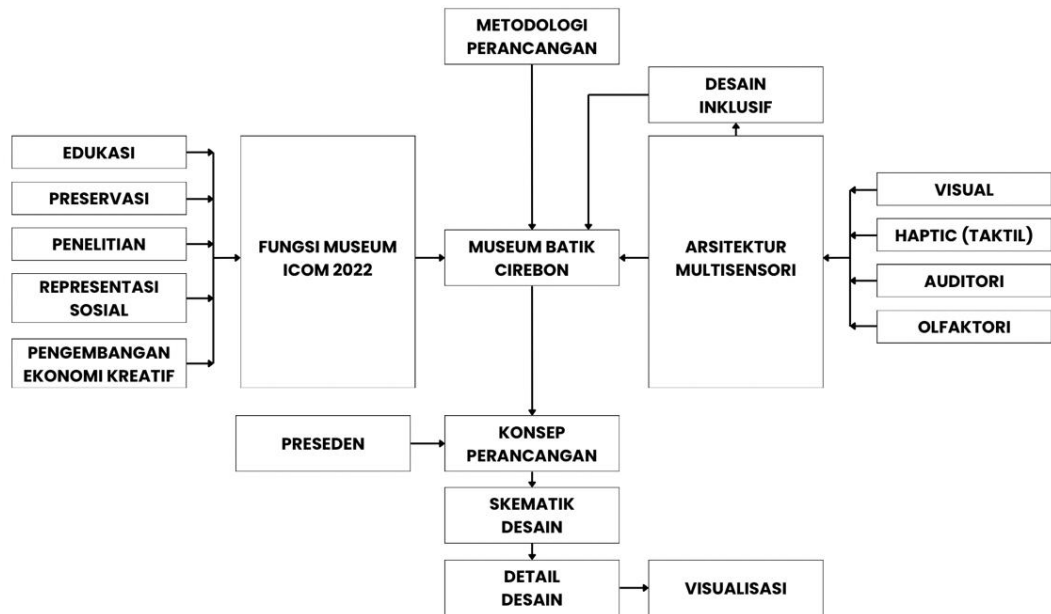 METODOLOGI
PERANCANGAN
DESAIN
INKLUSIF
EDUKASI
PRESERVASI
PENELITIAN
REPRESENTASI
SOSIAL
PENGEMBANGAN
EKONOMI KREATIF
FUNGSI MUSEUM
ICOM 2022
MUSEUM BATIK
CIREBON
ARSITEKTUR
MULTISENSORI
VISUAL
HAPTIC (TAKTIL)
AUDITORI
OLFAKTORI
PRESEDEN
KONSEP
PERANCANGAN
SKEMATIK
DESAIN
DETAIL
DESAIN
VISUALISASI